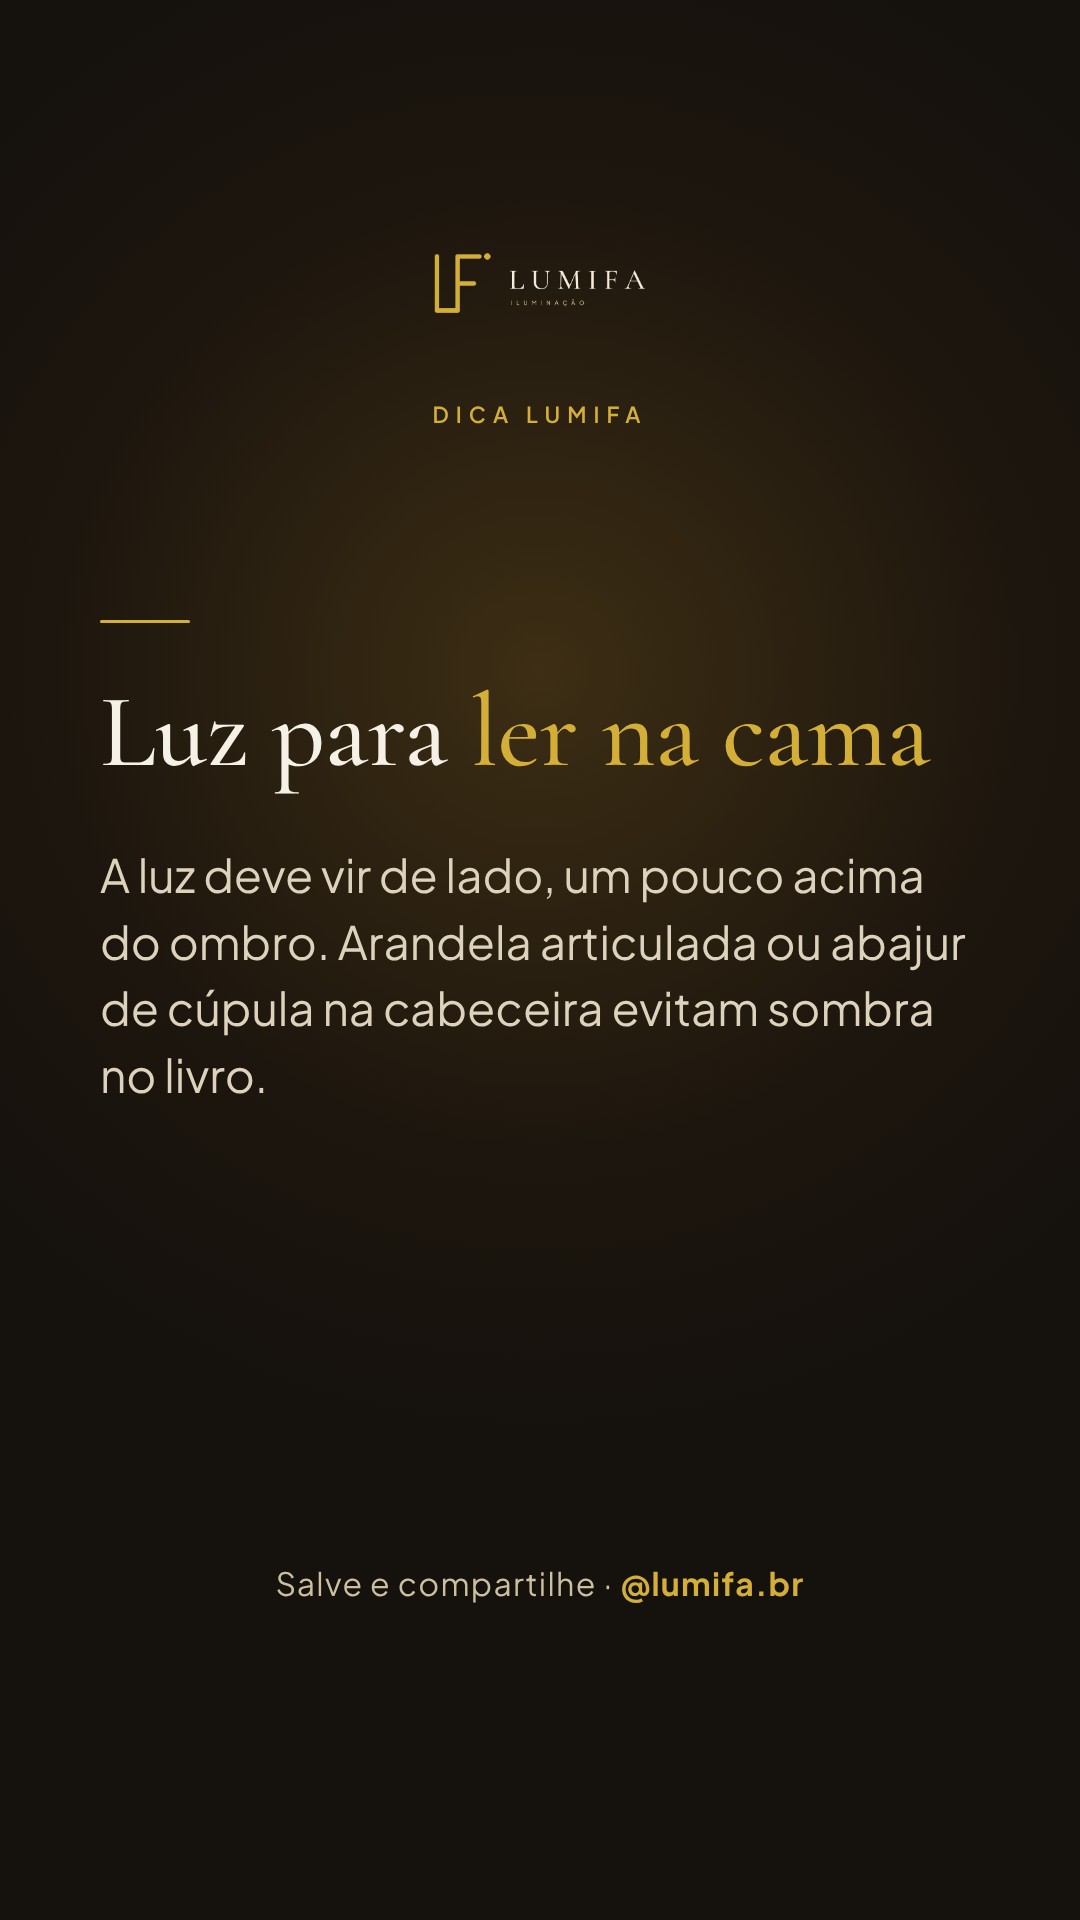 LF LUMIFA
ILUMINAÇÃO
DICA LUMIFA
Luz para ler na cama
A luz deve vir de lado, um pouco acima
do ombro. Arandela articulada ou abajur
de cúpula na cabeceira evitam sombra
no livro.
Salve e compartilhe · @lumifa.br